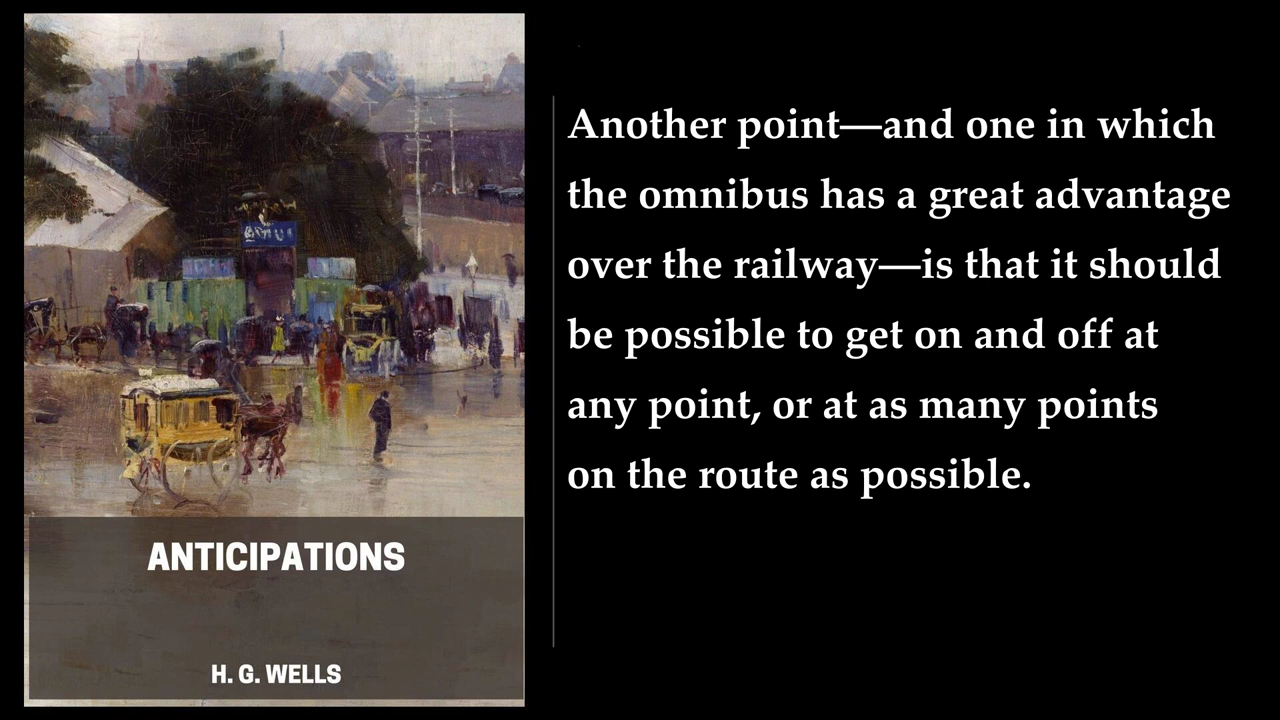 ANTICIPATIONS
H. G. WELLS
Another point—and one in which
the omnibus has a great advantage
over the railway—is that it should
be possible to get on and off at
any point, or at as many points
on the route as possible.